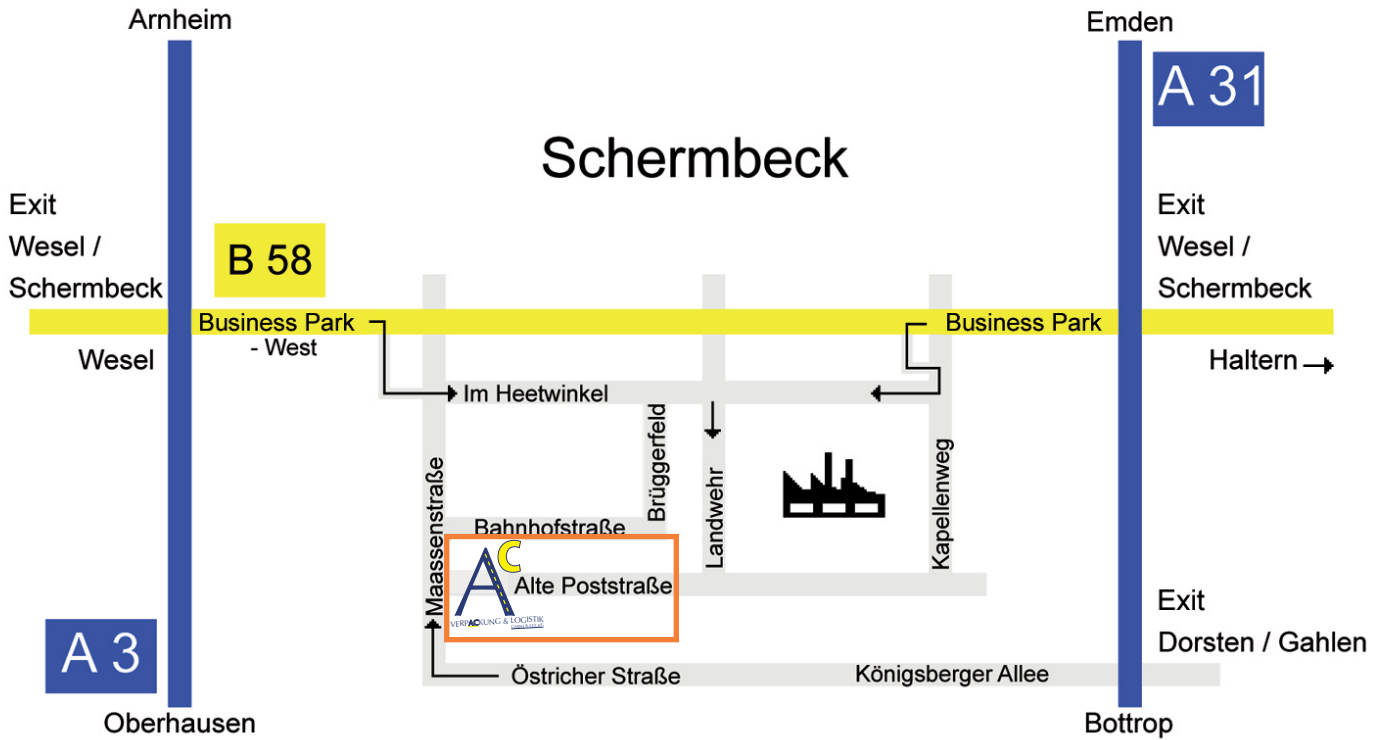 Arnheim
Emden
A 31
Schermbeck
Exit
Wesel /
Schermbeck
B 58
Exit
Wesel /
Schermbeck
Business Park
- West
Business Park
Wesel
Haltern
Im Heetwinkel
Brüggerfeld
Maassenstraße
Landwehr
Kapellenweg
Bahnhofstraße
AC
Alte Poststraße
VERPACKUNG & LOGISTIK
Exit
Dorsten / Gahlen
A 3
Östricher Straße
Königsberger Allee
Oberhausen
Bottrop